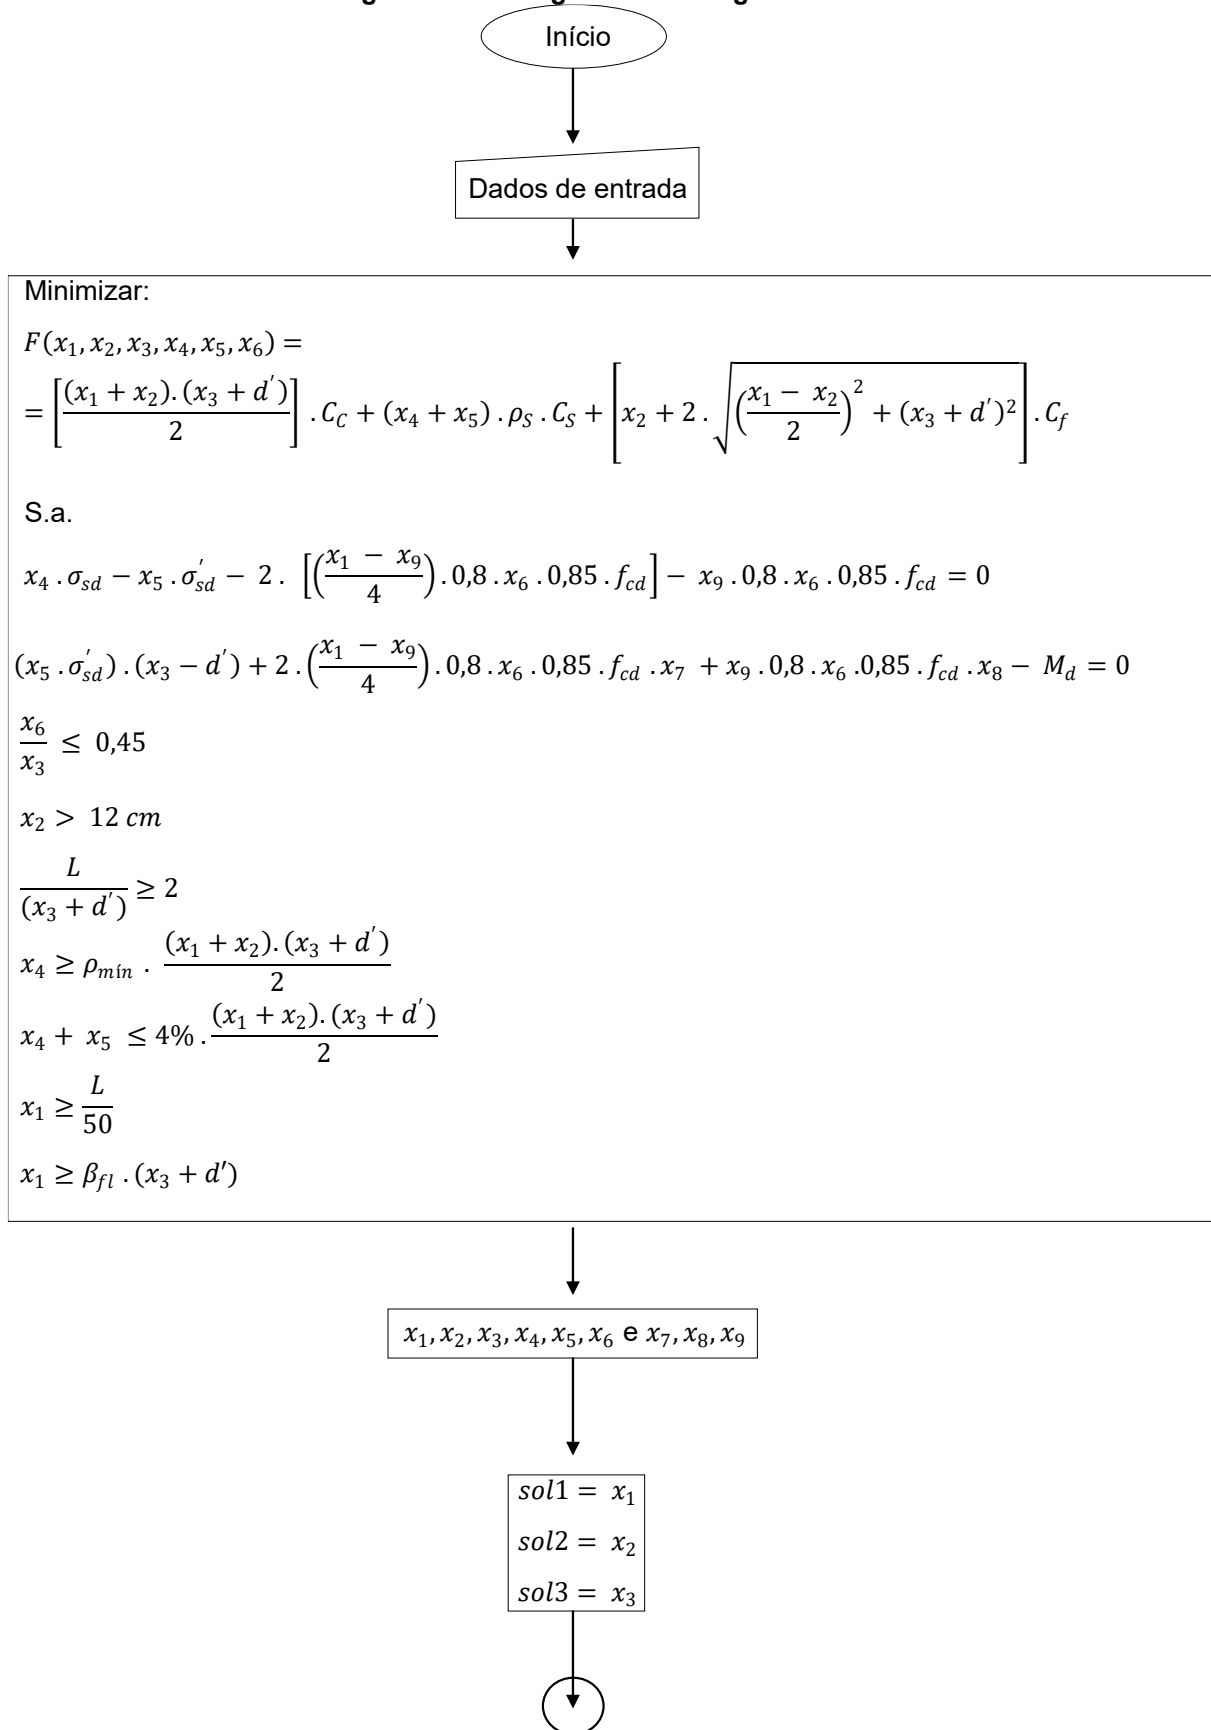 Início
Dados de entrada
Minimizar:
F(x₁, x₂, x₃, x₄, x₅, x₆) =
= [(x₁ + x₂).(x₃ + d′)/2] . C_C + (x₄ + x₅) . ρ_S . C_S + [x₂ + 2 . √(((x₁ − x₂)/2)² + (x₃ + d′)²)] . C_f
S.a.
x₄ . σ_sd − x₅ . σ′_sd − 2 . [((x₁ − x₉)/4) . 0,8 . x₆ . 0,85 . f_cd] − x₉ . 0,8 . x₆ . 0,85 . f_cd = 0
(x₅ . σ′_sd) . (x₃ − d′) + 2 . ((x₁ − x₉)/4) . 0,8 . x₆ . 0,85 . f_cd . x₇ + x₉ . 0,8 . x₆ . 0,85 . f_cd . x₈ − M_d = 0
x₆/x₃ ≤ 0,45
x₂ > 12 cm
L/(x₃ + d′) ≥ 2
x₄ ≥ ρ_mín . (x₁ + x₂).(x₃ + d′)/2
x₄ + x₅ ≤ 4% . (x₁ + x₂).(x₃ + d′)/2
x₁ ≥ L/50
x₁ ≥ β_fl . (x₃ + d′)
x₁, x₂, x₃, x₄, x₅, x₆ e x₇, x₈, x₉
sol1 = x₁
sol2 = x₂
sol3 = x₃